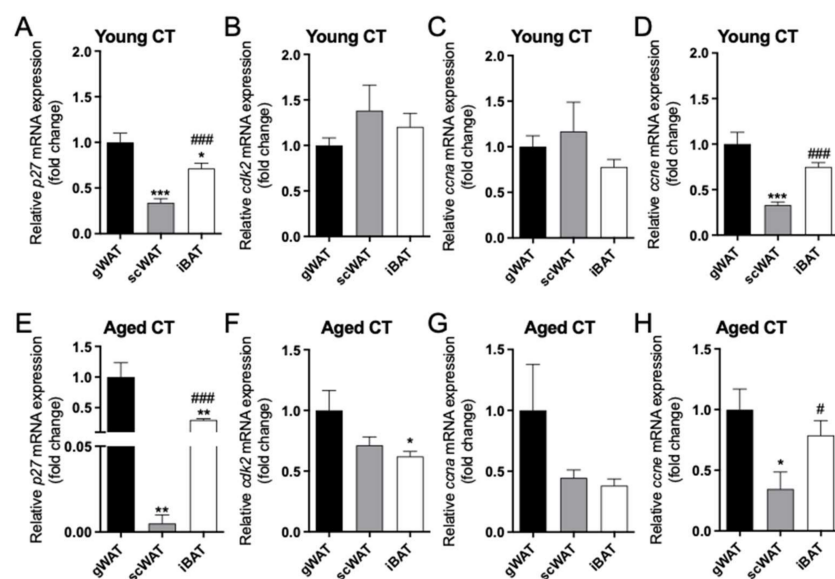 A
Young CT
Relative p27 mRNA expression
(fold change)
2.0
1.5
1.0
0.5
0.0
***
###
*
gWAT
scWAT
iBAT
B
Young CT
Relative cdk2 mRNA expression
(fold change)
2.0
1.5
1.0
0.5
0.0
gWAT
scWAT
iBAT
C
Young CT
Relative ccna mRNA expression
(fold change)
2.0
1.5
1.0
0.5
0.0
gWAT
scWAT
iBAT
D
Young CT
Relative ccne mRNA expression
(fold change)
2.0
1.5
1.0
0.5
0.0
***
###
gWAT
scWAT
iBAT
E
Aged CT
Relative p27 mRNA expression
(fold change)
1.5
1.0
0.5
0.05
0.00
**
###
**
gWAT
scWAT
iBAT
F
Aged CT
Relative cdk2 mRNA expression
(fold change)
1.5
1.0
0.5
0.0
*
gWAT
scWAT
iBAT
G
Aged CT
Relative ccna mRNA expression
(fold change)
1.5
1.0
0.5
0.0
gWAT
scWAT
iBAT
H
Aged CT
Relative ccne mRNA expression
(fold change)
1.5
1.0
0.5
0.0
*
#
gWAT
scWAT
iBAT